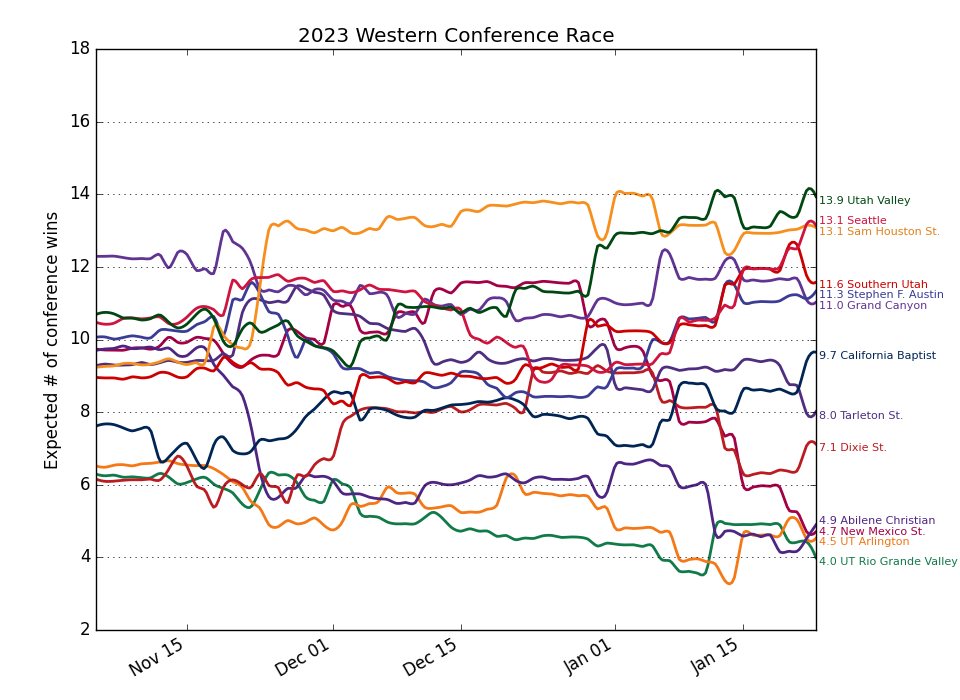 2023 Western Conference Race
Expected # of conference wins
18
16
14
12
10
8
6
4
2
13.9 Utah Valley
13.1 Seattle
13.1 Sam Houston St.
11.6 Southern Utah
11.3 Stephen F. Austin
11.0 Grand Canyon
9.7 California Baptist
8.0 Tarleton St.
7.1 Dixie St.
4.9 Abilene Christian
4.7 New Mexico St.
4.5 UT Arlington
4.0 UT Rio Grande Valley
Nov 15
Dec 01
Dec 15
Jan 01
Jan 15